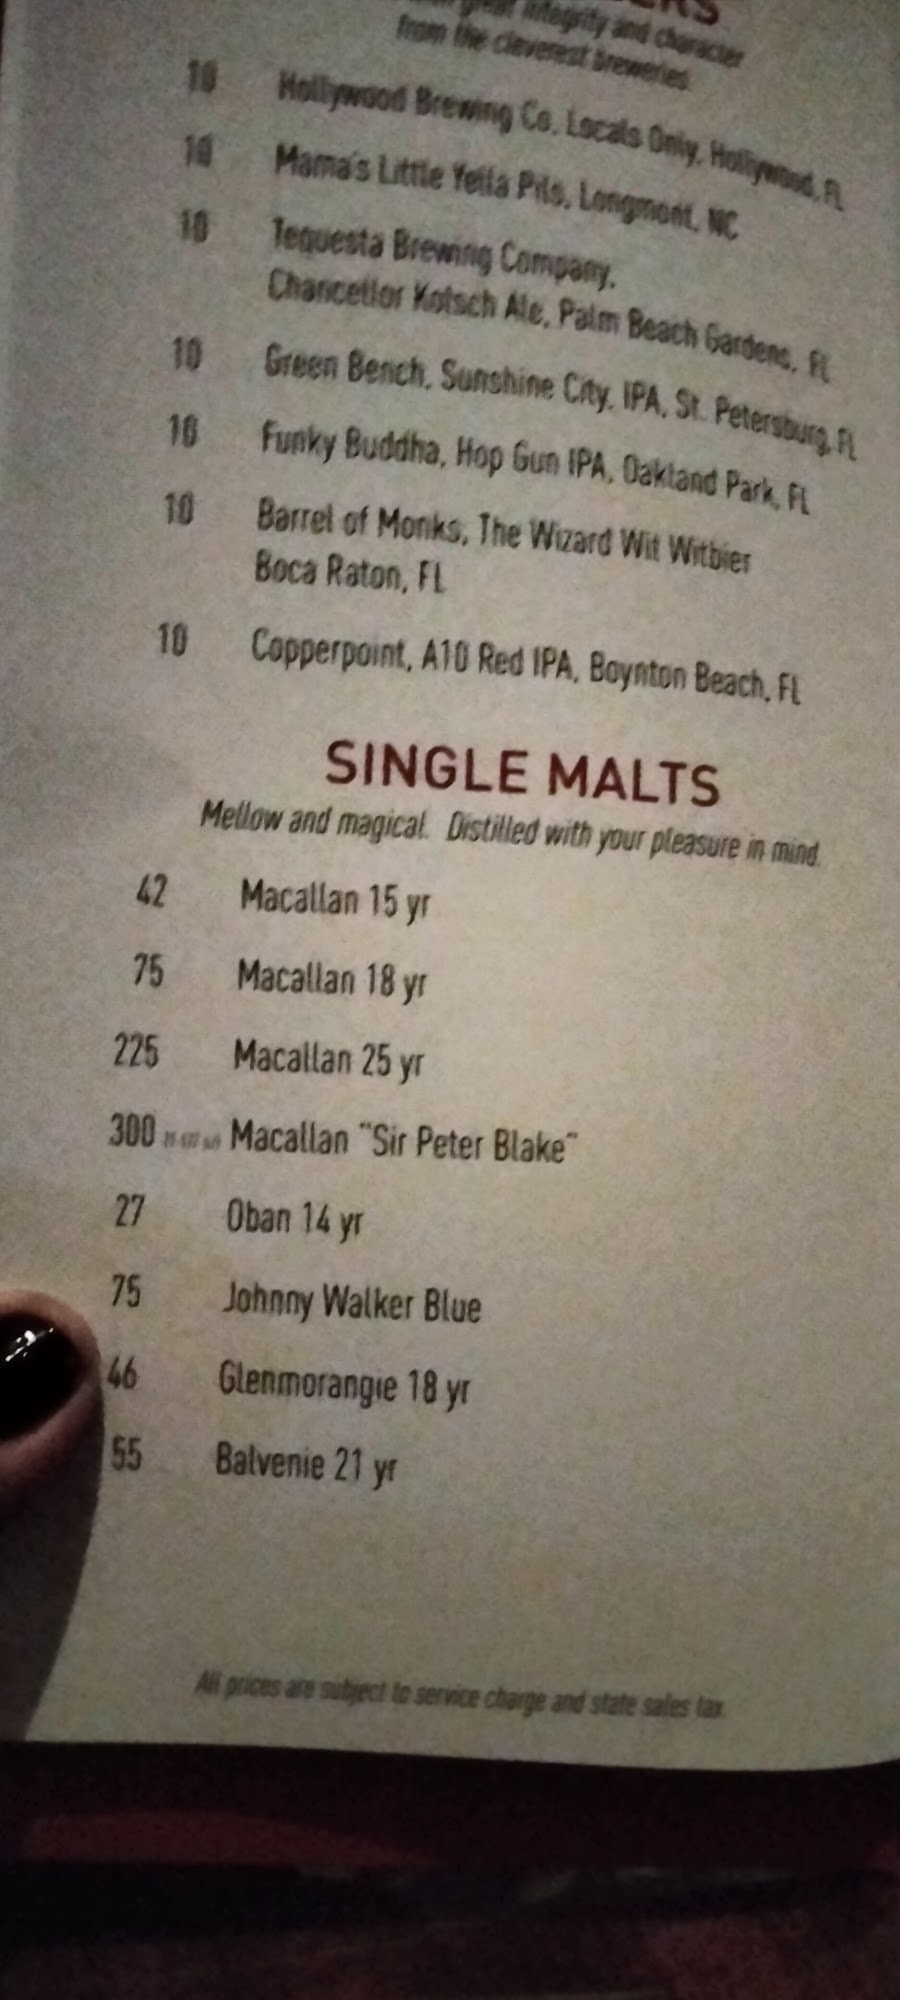 great integrity and character
from the cleverest breweries.
10 Hollywood Brewing Co. Locals Only, Hollywood, FL
10 Mama's Little Yella Pils, Longmont, NC
10 Tequesta Brewing Company,
Chancellor Kotsch Ale, Palm Beach Gardens, FL
10 Green Bench, Sunshine City, IPA, St. Petersburg, FL
10 Funky Buddha, Hop Gun IPA, Oakland Park, FL
10 Barrel of Monks, The Wizard Wit Witbier
Boca Raton, FL
10 Copperpoint, A10 Red IPA, Boynton Beach, FL
SINGLE MALTS
Mellow and magical. Distilled with your pleasure in mind.
42 Macallan 15 yr
75 Macallan 18 yr
225 Macallan 25 yr
300 Macallan "Sir Peter Blake"
27 Oban 14 yr
75 Johnny Walker Blue
46 Glenmorangie 18 yr
55 Balvenie 21 yr
All prices are subject to service charge and state sales tax.